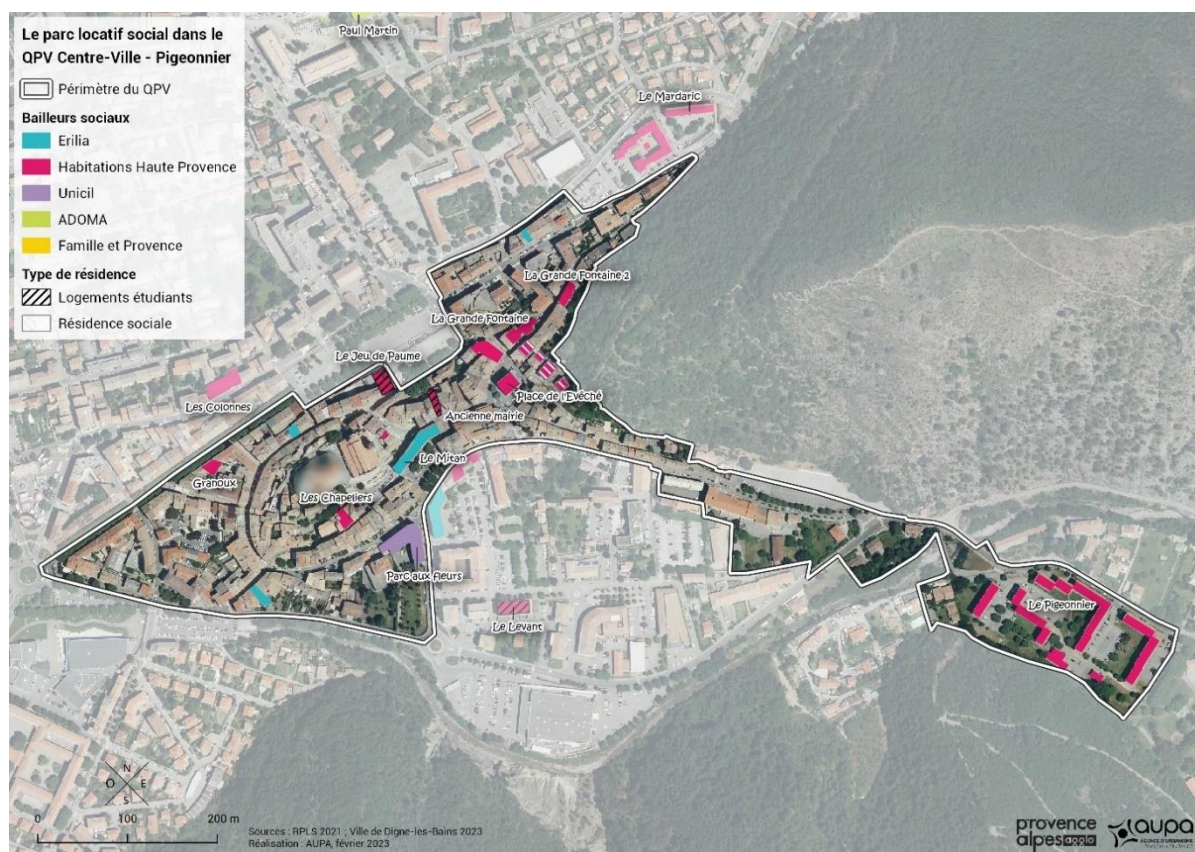 Le parc locatif social dans le
QPV Centre-Ville - Pigeonnier
Périmètre du QPV
Bailleurs sociaux
Erilia
Habitations Haute Provence
Unicil
ADOMA
Famille et Provence
Type de résidence
Logements étudiants
Résidence sociale
Paul Martin
Le Mardaric
La Grande Fontaine 2
La Grande Fontaine
Le Jeu de Paume
Place de l'Evêché
Les Colonnes
Ancienne mairie
Le Mitan
Granoux
Les Chapeliers
Parc aux fleurs
Le Pigeonnier
Le Levant
N
O E
S
0 100 200 m
Sources : RPLS 2021 ; Ville de Digne-les-Bains 2023
Réalisation : AUPA, février 2023
provence
alpes agglo
aupa